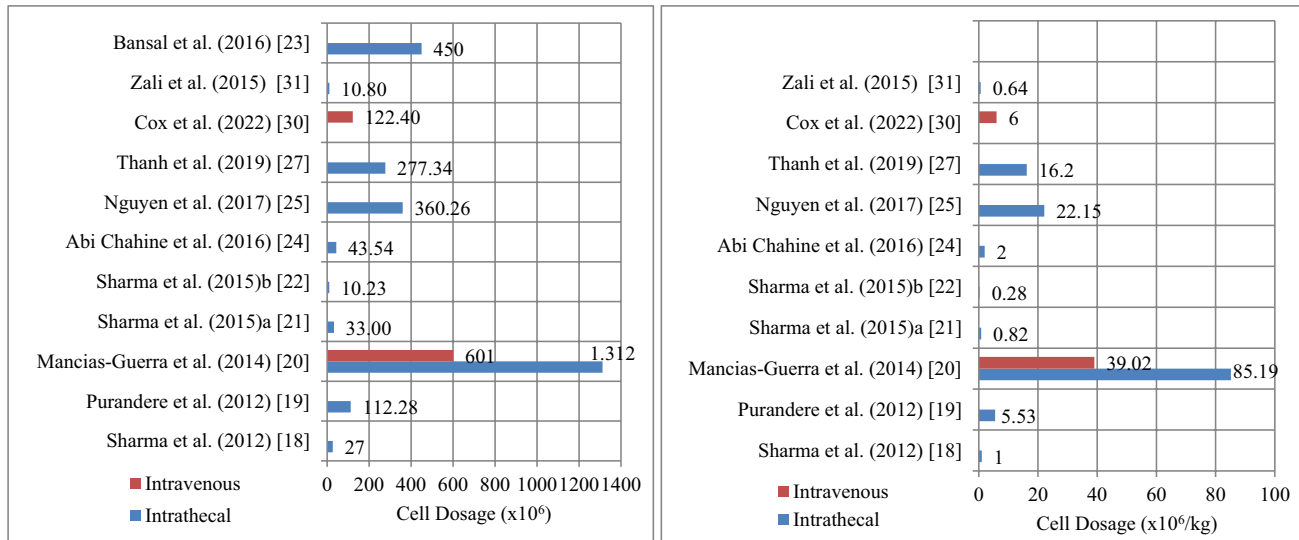 Bansal et al. (2016) [23]
450
Zali et al. (2015) [31]
10.80
Cox et al. (2022) [30]
122.40
Thanh et al. (2019) [27]
277.34
Nguyen et al. (2017) [25]
360.26
Abi Chahine et al. (2016) [24]
43.54
Sharma et al. (2015)b [22]
10.23
Sharma et al. (2015)a [21]
33.00
Mancias-Guerra et al. (2014) [20]
601
1.312
Purandere et al. (2012) [19]
112.28
Sharma et al. (2012) [18]
27
0 200 400 600 800 1000 1200 1400
Intravenous
Intrathecal
Cell Dosage (x10⁶)
Zali et al. (2015) [31]
0.64
Cox et al. (2022) [30]
6
Thanh et al. (2019) [27]
16.2
Nguyen et al. (2017) [25]
22.15
Abi Chahine et al. (2016) [24]
2
Sharma et al. (2015)b [22]
0.28
Sharma et al. (2015)a [21]
0.82
Mancias-Guerra et al. (2014) [20]
39.02
85.19
Purandere et al. (2012) [19]
5.53
Sharma et al. (2012) [18]
1
0 20 40 60 80 100
Intravenous
Intrathecal
Cell Dosage (x10⁶/kg)